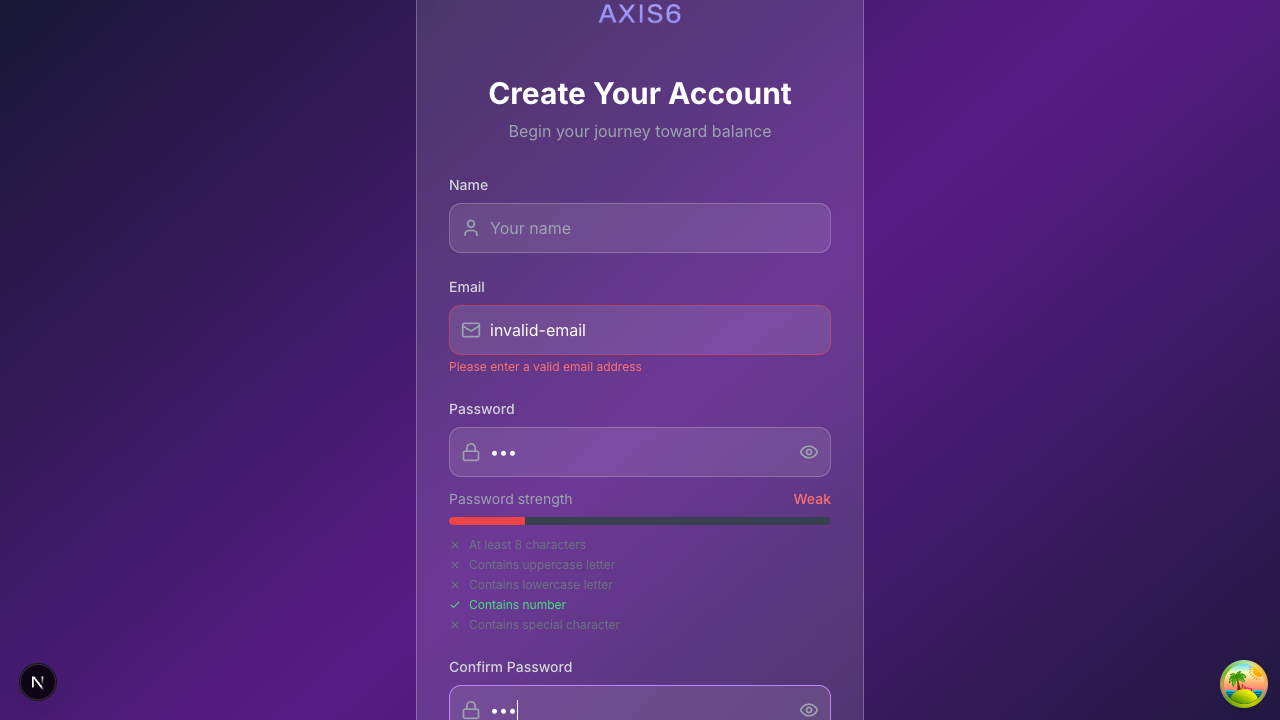 AXIS6
Create Your Account
Begin your journey toward balance
Name
Your name
Email
invalid-email
Please enter a valid email address
Password
•••
Password strength Weak
At least 8 characters
Contains uppercase letter
Contains lowercase letter
Contains number
Contains special character
Confirm Password
•••
N